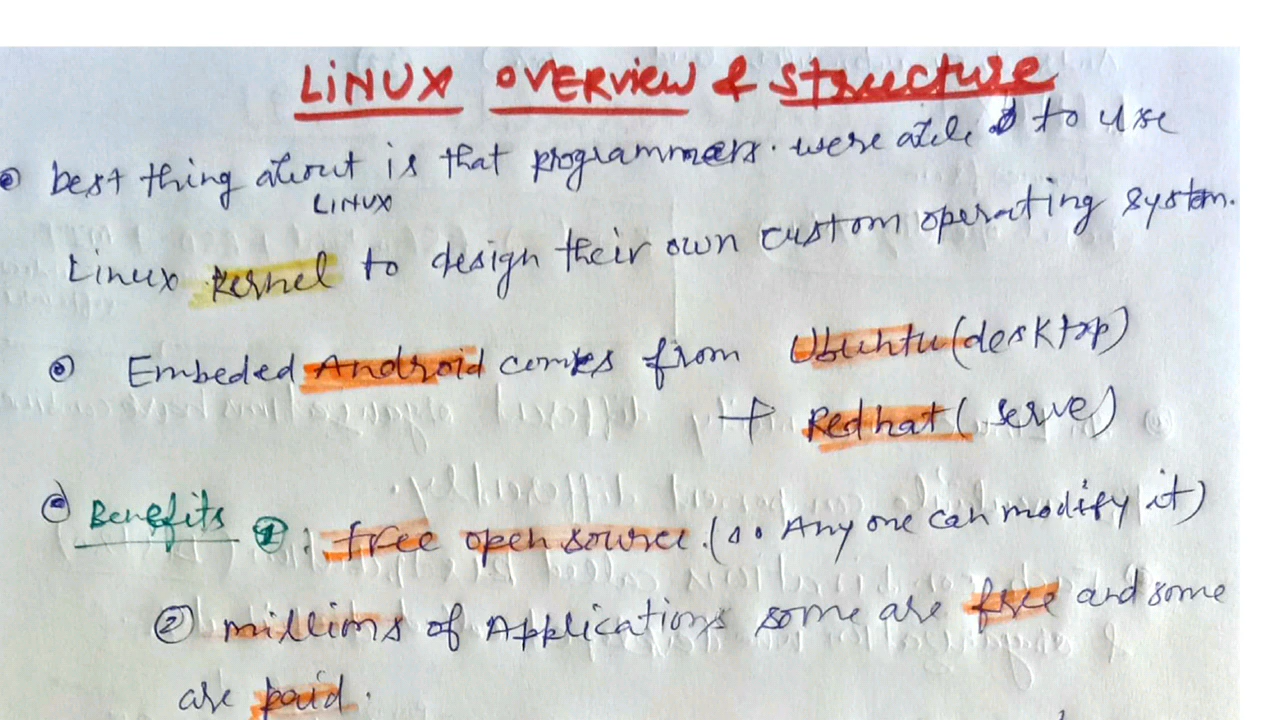 LINUX OVERVIEW & Structure
best thing about is that programmers. were able to use
LINUX
Linux Kernel to design their own custom operating system.
Embeded Android comes from Ubuntu (desktop)
+ Redhat (serve)
Benefits 1 : free open source. (so Any one can modify it)
2 millions of Applications some are free and some
are paid.